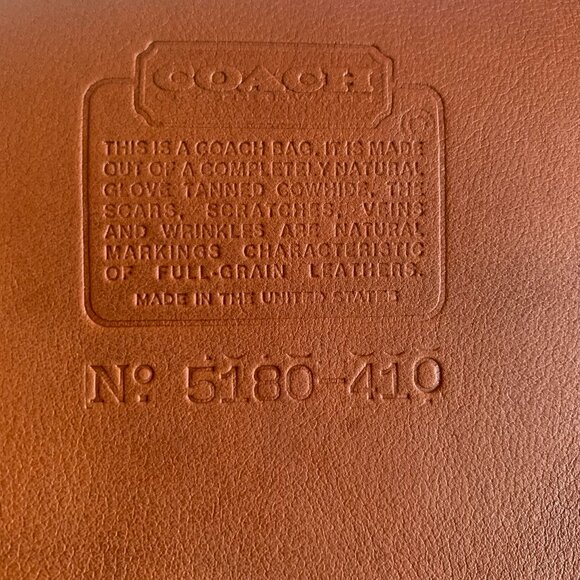 COACH
THIS IS A COACH BAG. IT IS MADE
OUT OF A COMPLETELY NATURAL
GLOVE TANNED COWHIDE. THE
SCARS, SCRATCHES, VEINS
AND WRINKLES ARE NATURAL
MARKINGS CHARACTERISTIC
OF FULL-GRAIN LEATHERS.
MADE IN THE UNITED STATES
No 5180-410